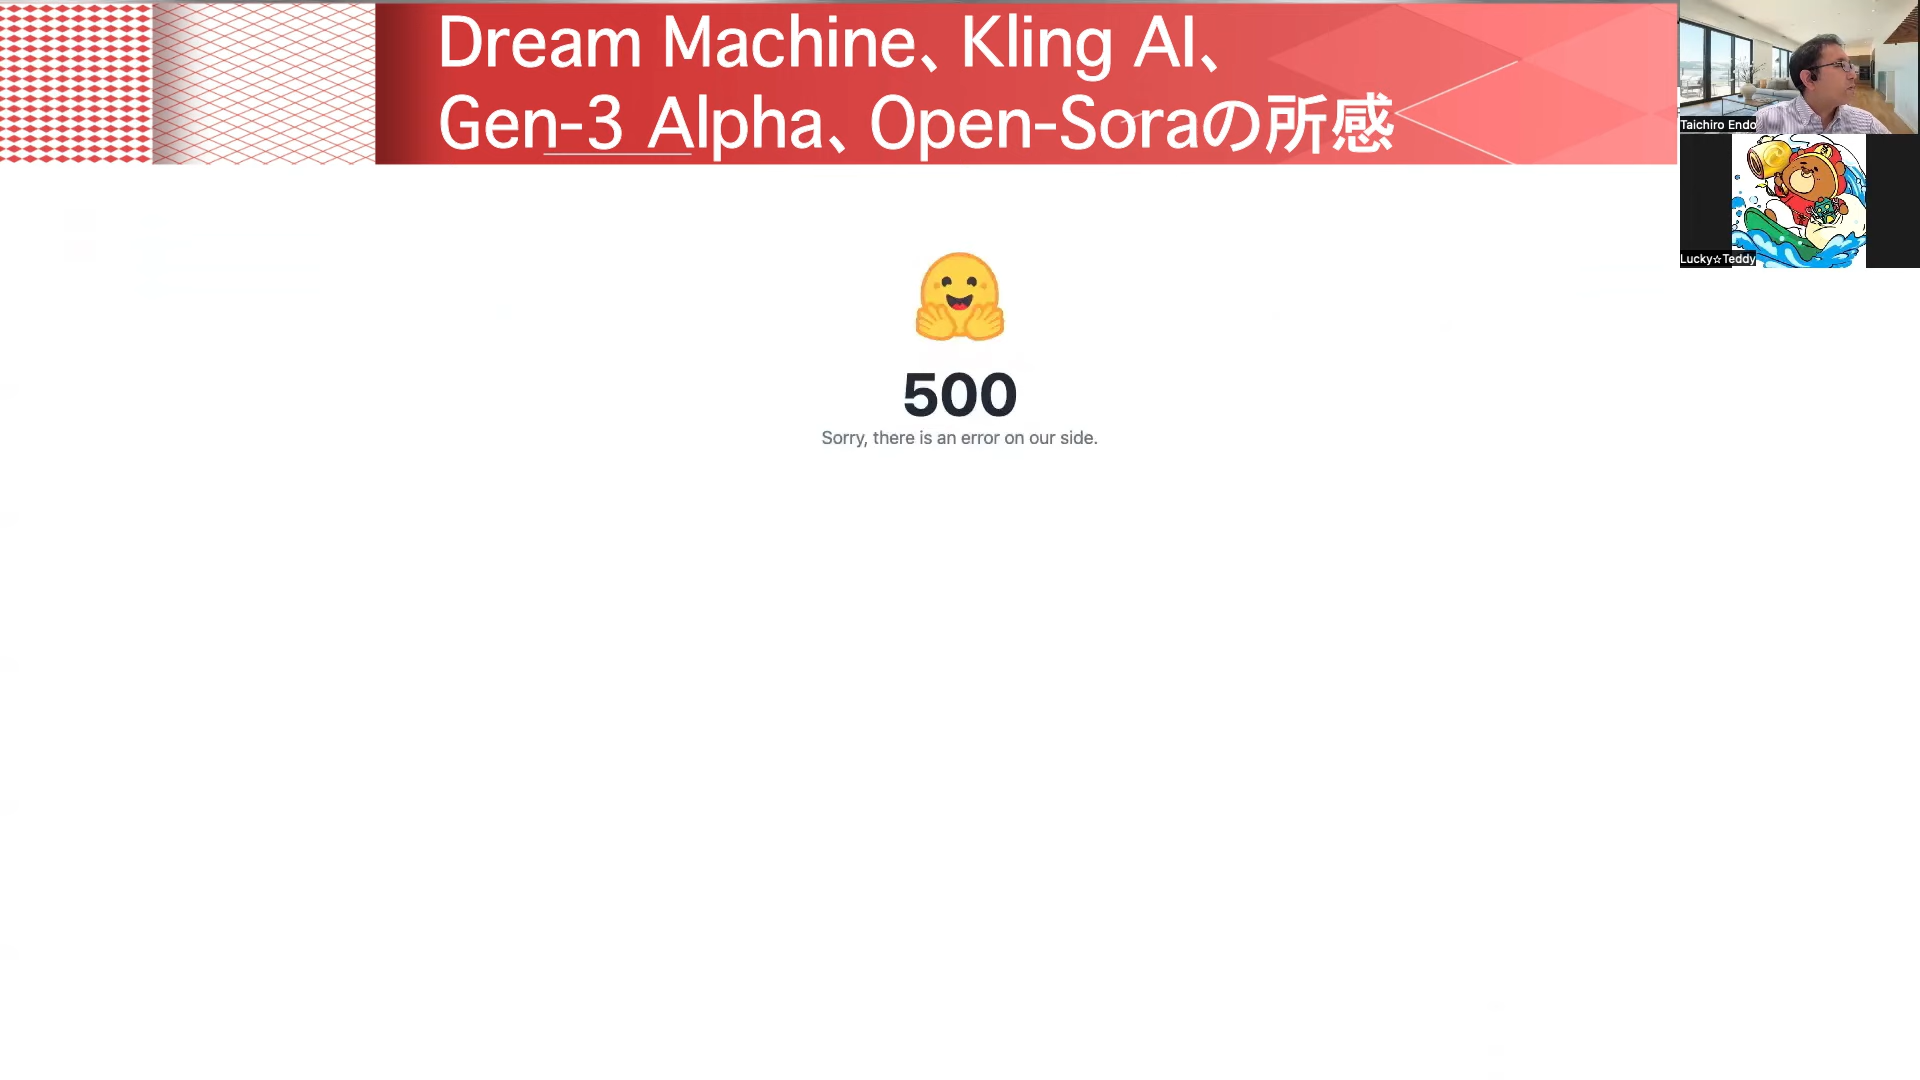 Dream Machine、Kling AI、
Gen-3 Alpha、Open-Soraの所感
Taichiro Endo
Lucky☆Teddy
500
Sorry, there is an error on our side.